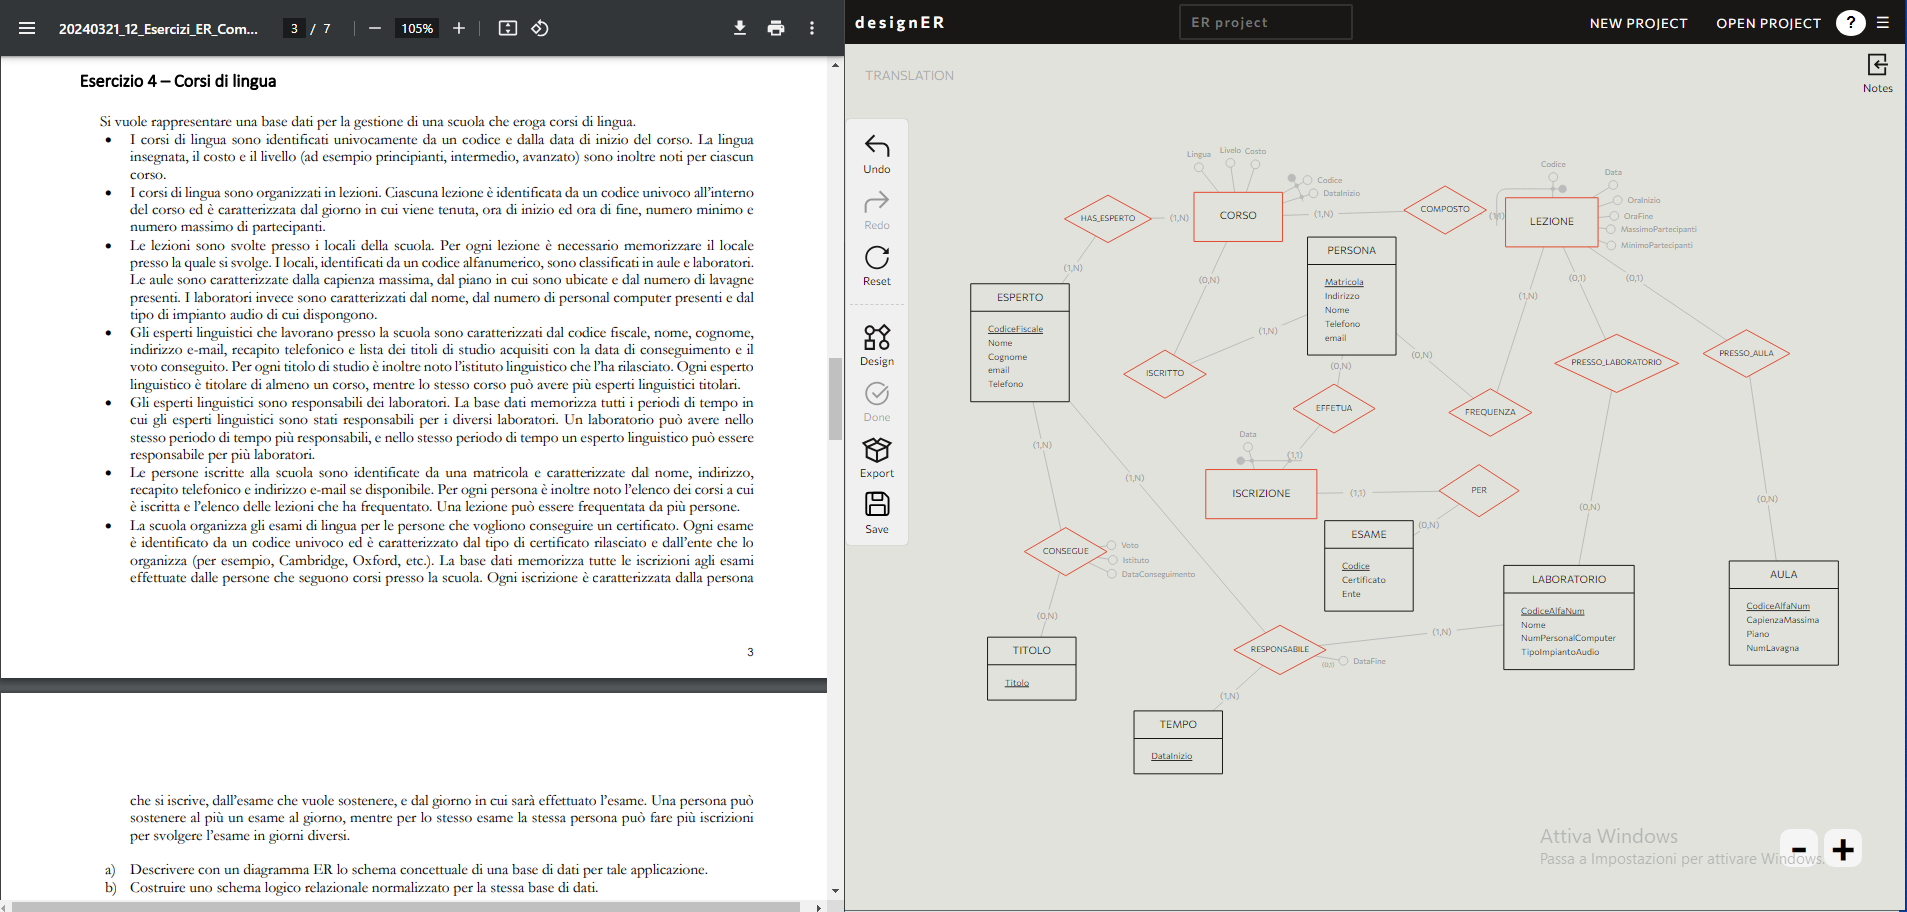 20240321_12_Esercizi_ER_Com...
3 / 7
105%
Esercizio 4 – Corsi di lingua
Si vuole rappresentare una base dati per la gestione di una scuola che eroga corsi di lingua.
• I corsi di lingua sono identificati univocamente da un codice e dalla data di inizio del corso. La lingua
insegnata, il costo e il livello (ad esempio principianti, intermedio, avanzato) sono inoltre noti per ciascun
corso.
• I corsi di lingua sono organizzati in lezioni. Ciascuna lezione è identificata da un codice univoco all'interno
del corso ed è caratterizzata dal giorno in cui viene tenuta, ora di inizio ed ora di fine, numero minimo e
numero massimo di partecipanti.
• Le lezioni sono svolte presso i locali della scuola. Per ogni lezione è necessario memorizzare il locale
presso la quale si svolge. I locali, identificati da un codice alfanumerico, sono classificati in aule e laboratori.
Le aule sono caratterizzate dalla capienza massima, dal piano in cui sono ubicate e dal numero di lavagne
presenti. I laboratori invece sono caratterizzati dal nome, dal numero di personal computer presenti e dal
tipo di impianto audio di cui dispongono.
• Gli esperti linguistici che lavorano presso la scuola sono caratterizzati dal codice fiscale, nome, cognome,
indirizzo e-mail, recapito telefonico e lista dei titoli di studio acquisiti con la data di conseguimento e il
voto conseguito. Per ogni titolo di studio è inoltre noto l'istituto linguistico che l'ha rilasciato. Ogni esperto
linguistico è titolare di almeno un corso, mentre lo stesso corso può avere più esperti linguistici titolari.
• Gli esperti linguistici sono responsabili dei laboratori. La base dati memorizza tutti i periodi di tempo in
cui gli esperti linguistici sono stati responsabili per i diversi laboratori. Un laboratorio può avere nello
stesso periodo di tempo più responsabili, e nello stesso periodo di tempo un esperto linguistico può essere
responsabile per più laboratori.
• Le persone iscritte alla scuola sono identificate da una matricola e caratterizzate dal nome, indirizzo,
recapito telefonico e indirizzo e-mail se disponibile. Per ogni persona è inoltre noto l'elenco dei corsi a cui
è iscritta e l'elenco delle lezioni che ha frequentato. Una lezione può essere frequentata da più persone.
• La scuola organizza gli esami di lingua per le persone che vogliono conseguire un certificato. Ogni esame
è identificato da un codice univoco ed è caratterizzato dal tipo di certificato rilasciato e dall'ente che lo
organizza (per esempio, Cambridge, Oxford, etc.). La base dati memorizza tutte le iscrizioni agli esami
effettuate dalle persone che seguono corsi presso la scuola. Ogni iscrizione è caratterizzata dalla persona
3
che si iscrive, dall'esame che vuole sostenere, e dal giorno in cui sarà effettuato l'esame. Una persona può
sostenere al più un esame al giorno, mentre per lo stesso esame la stessa persona può fare più iscrizioni
per svolgere l'esame in giorni diversi.
a) Descrivere con un diagramma ER lo schema concettuale di una base di dati per tale applicazione.
b) Costruire uno schema logico relazionale normalizzato per la stessa base di dati.
designER
ER project
NEW PROJECT
OPEN PROJECT
?
TRANSLATION
Notes
Undo
Redo
Reset
Design
Done
Export
Save
Lingua
Livelo
Costo
Codice
DataInizio
HAS_ESPERTO
(1,N)
CORSO
(1,N)
COMPOSTO
(1,1)
LEZIONE
Codice
Data
OraInizio
OraFine
MassimoPartecipanti
MinimoPartecipanti
(1,N)
(0,N)
(1,N)
(0,1)
(0,1)
ESPERTO
CodiceFiscale
Nome
Cognome
email
Telefono
PERSONA
Matricola
Indirizzo
Nome
Telefono
email
(1,N)
ISCRITTO
(0,N)
(0,N)
EFFETUA
FREQUENZA
PRESSO_LABORATORIO
PRESSO_AULA
(1,N)
(1,N)
Data
(1,1)
ISCRIZIONE
(1,1)
PER
(0,N)
(0,N)
(0,N)
ESAME
Codice
Certificato
Ente
CONSEGUE
Voto
Istituto
DataConseguimento
(0,N)
LABORATORIO
CodiceAlfaNum
Nome
NumPersonalComputer
TipoImpiantoAudio
AULA
CodiceAlfaNum
CapienzaMassima
Piano
NumLavagna
TITOLO
Titolo
RESPONSABILE
(1,N)
(0,1)
DataFine
(1,N)
TEMPO
DataInizio
Attiva Windows
Passa a Impostazioni per attivare Windows.
- +